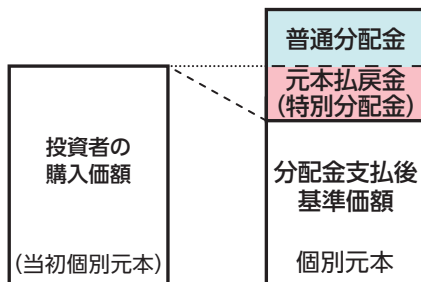 投資者の
購入価額
(当初個別元本)
普通分配金
元本払戻金
(特別分配金)
分配金支払後
基準価額
個別元本